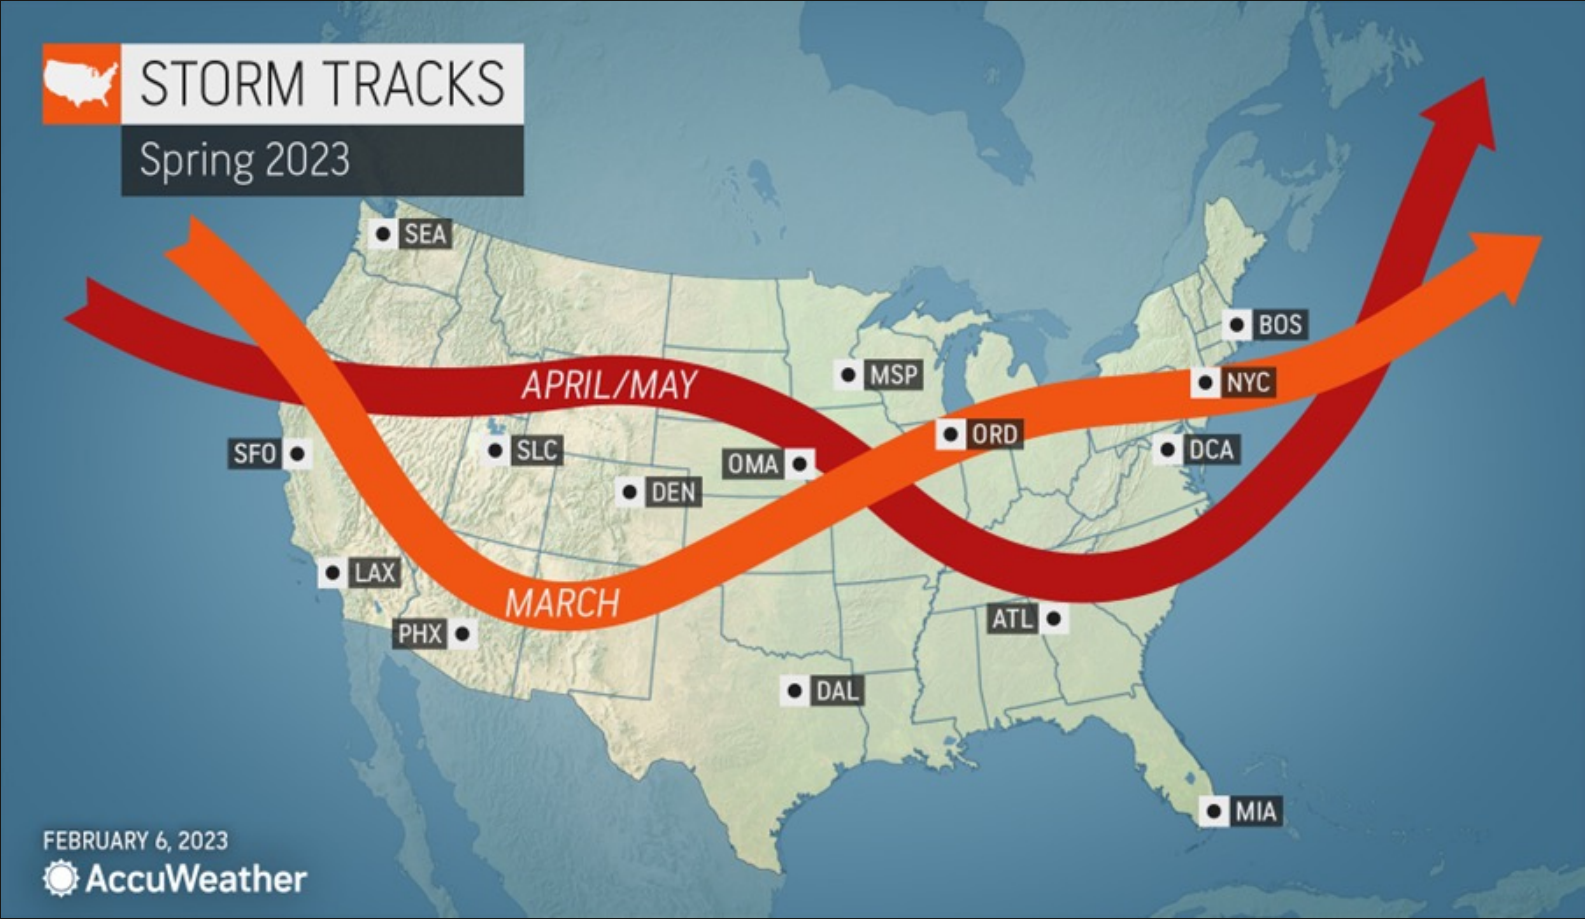 STORM TRACKS
Spring 2023
SEA
BOS
MSP
APRIL/MAY
NYC
ORD
SFO
SLC
OMA
DCA
DEN
LAX
MARCH
ATL
PHX
DAL
MIA
FEBRUARY 6, 2023
AccuWeather